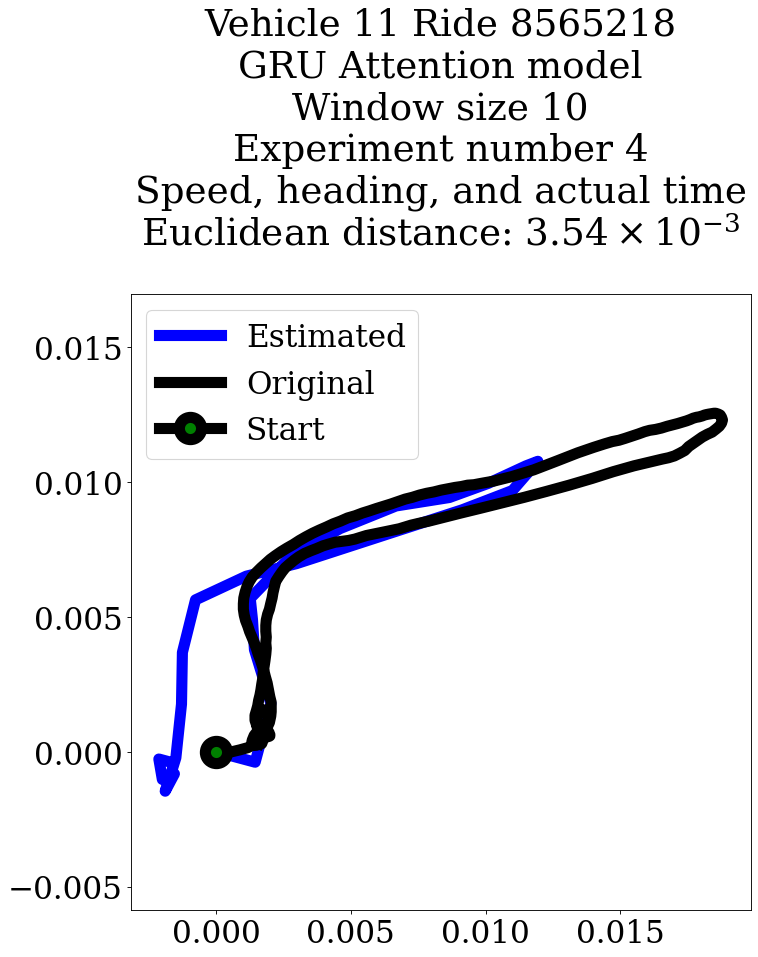 Vehicle 11 Ride 8565218
GRU Attention model
Window size 10
Experiment number 4
Speed, heading, and actual time
Euclidean distance: 3.54 × 10⁻³
Estimated
Original
Start
0.015
0.010
0.005
0.000
−0.005
0.000 0.005 0.010 0.015